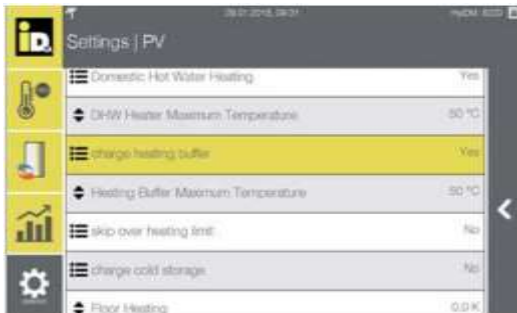 iD
Settings | PV
Domestic Hot Water Heating Yes
DHW Heater Maximum Temperature 50 °C
charge heating buffer Yes
Heating Buffer Maximum Temperature 50 °C
skip over heating limit No
charge cold storage No
Floor Heating 0,0 K